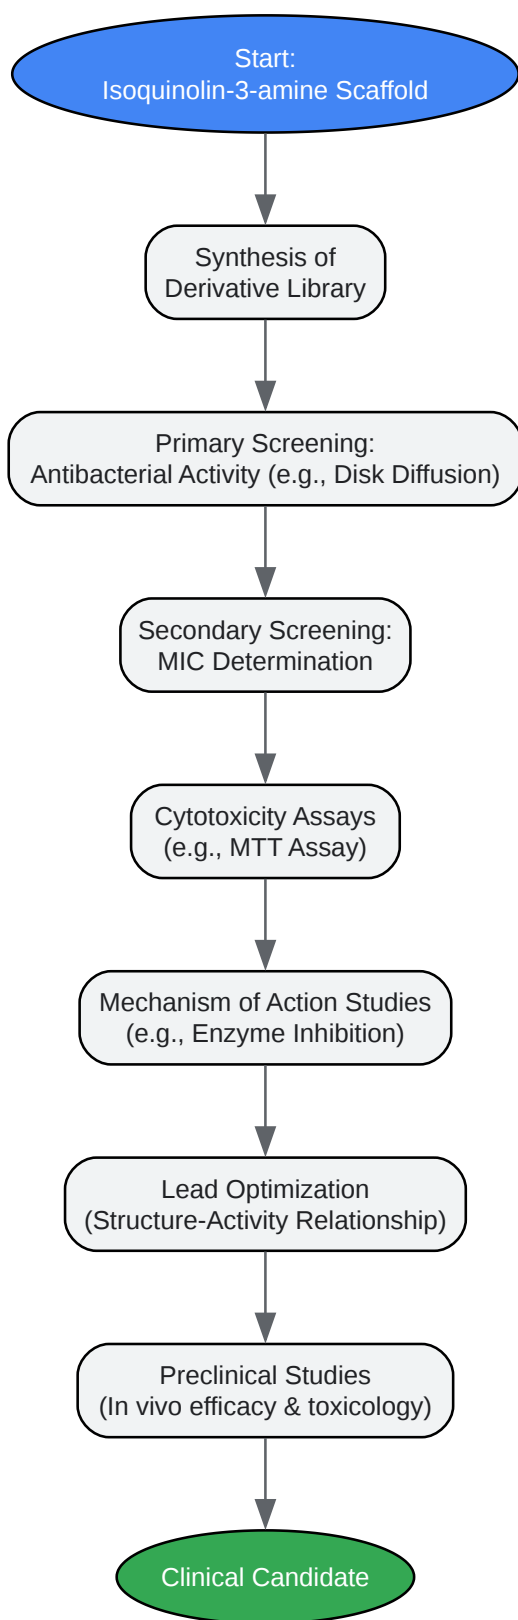 Start:
Isoquinolin-3-amine Scaffold
Synthesis of
Derivative Library
Primary Screening:
Antibacterial Activity (e.g., Disk Diffusion)
Secondary Screening:
MIC Determination
Cytotoxicity Assays
(e.g., MTT Assay)
Mechanism of Action Studies
(e.g., Enzyme Inhibition)
Lead Optimization
(Structure-Activity Relationship)
Preclinical Studies
(In vivo efficacy & toxicology)
Clinical Candidate